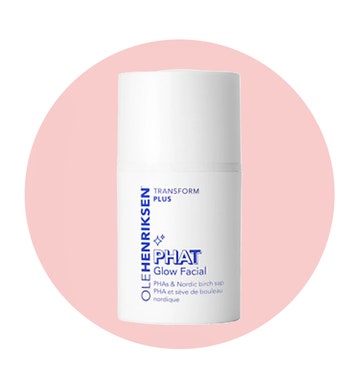 OLEHENRIKSEN
TRANSFORM
PLUS
PHAT
Glow Facial
PHAs & Nordic birch sap
PHA et sève de bouleau
nordique